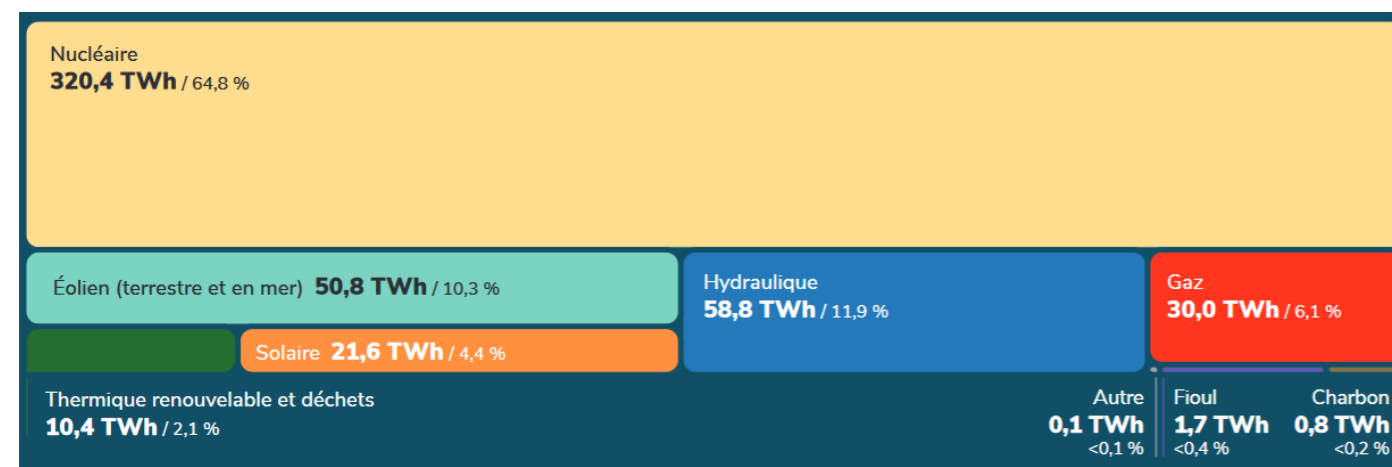 Nucléaire
320,4 TWh / 64,8 %
Éolien (terrestre et en mer) 50,8 TWh / 10,3 %
Hydraulique
58,8 TWh / 11,9 %
Gaz
30,0 TWh / 6,1 %
Solaire 21,6 TWh / 4,4 %
Thermique renouvelable et déchets
10,4 TWh / 2,1 %
Autre
0,1 TWh
<0,1 %
Fioul
1,7 TWh
<0,4 %
Charbon
0,8 TWh
<0,2 %